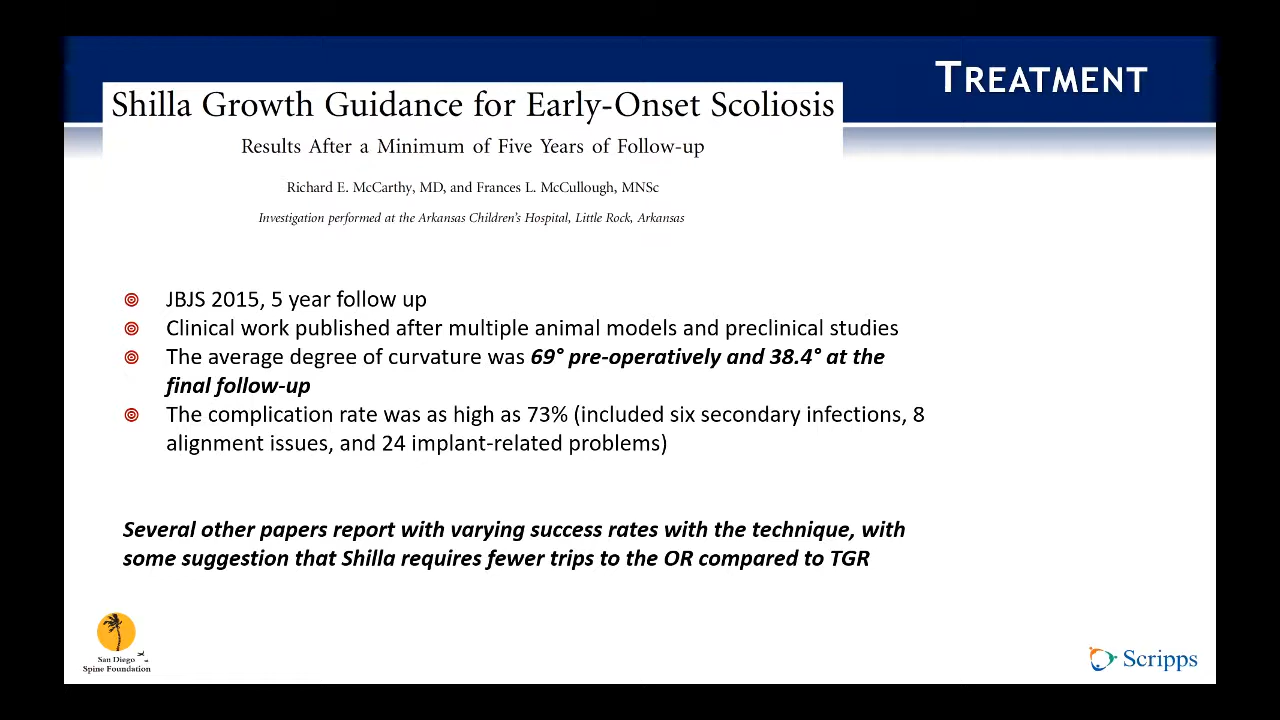 TREATMENT
Shilla Growth Guidance for Early-Onset Scoliosis
Results After a Minimum of Five Years of Follow-up
Richard E. McCarthy, MD, and Frances L. McCullough, MNSc
Investigation performed at the Arkansas Children's Hospital, Little Rock, Arkansas
JBJS 2015, 5 year follow up
Clinical work published after multiple animal models and preclinical studies
The average degree of curvature was 69° pre-operatively and 38.4° at the
final follow-up
The complication rate was as high as 73% (included six secondary infections, 8
alignment issues, and 24 implant-related problems)
Several other papers report with varying success rates with the technique, with
some suggestion that Shilla requires fewer trips to the OR compared to TGR
San Diego
Spine Foundation
Scripps